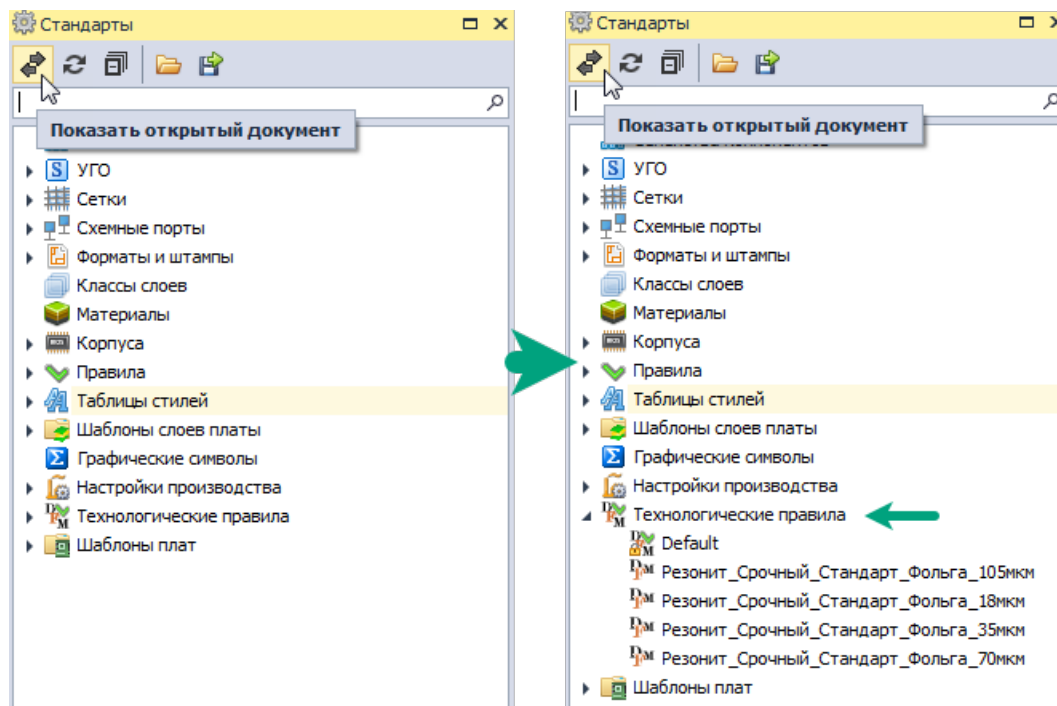 Стандарты
Показать открытый документ
УГО
Сетки
Схемные порты
Форматы и штампы
Классы слоев
Материалы
Корпуса
Правила
Таблицы стилей
Шаблоны слоев платы
Графические символы
Настройки производства
Технологические правила
Шаблоны плат
Стандарты
Показать открытый документ
УГО
Сетки
Схемные порты
Форматы и штампы
Классы слоев
Материалы
Корпуса
Правила
Таблицы стилей
Шаблоны слоев платы
Графические символы
Настройки производства
Технологические правила
Default
Резонит_Срочный_Стандарт_Фольга_105мкм
Резонит_Срочный_Стандарт_Фольга_18мкм
Резонит_Срочный_Стандарт_Фольга_35мкм
Резонит_Срочный_Стандарт_Фольга_70мкм
Шаблоны плат